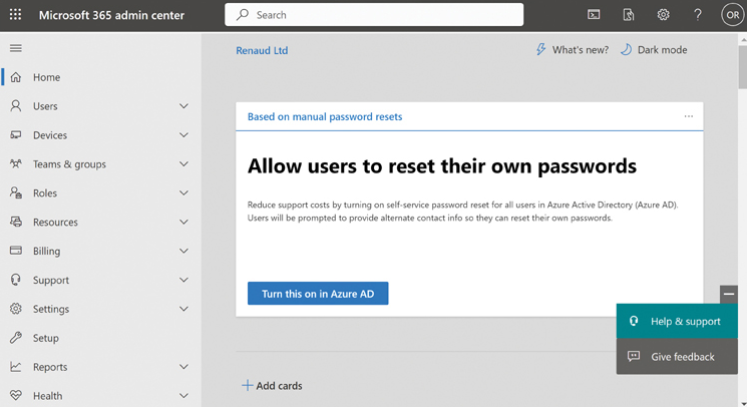 Microsoft 365 admin center
Search
?
OR
Renaud Ltd
What's new?
Dark mode
Home
Users
Devices
Teams & groups
Roles
Resources
Billing
Support
Settings
Setup
Reports
Health
Based on manual password resets
...
Allow users to reset their own passwords
Reduce support costs by turning on self-service password reset for all users in Azure Active Directory (Azure AD).
Users will be prompted to provide alternate contact info so they can reset their own passwords.
Turn this on in Azure AD
Help & support
Give feedback
+ Add cards